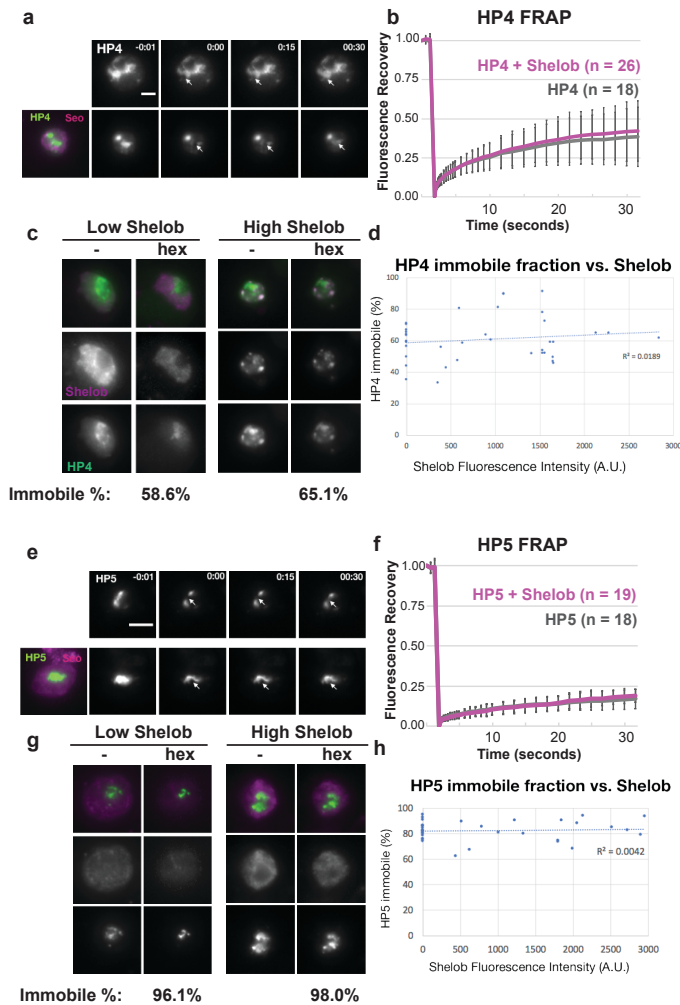 a
HP4
-0:01
0:00
0:15
00:30
HP4 Seo
b
HP4 FRAP
Fluorescence Recovery
1.00
0.75
0.50
0.25
0.00
HP4 + Shelob (n = 26)
HP4 (n = 18)
10
20
30
Time (seconds)
c
Low Shelob
High Shelob
- hex
- hex
Shelob
HP4
Immobile %: 58.6% 65.1%
d
HP4 immobile fraction vs. Shelob
HP4 immobile (%)
100
80
60
40
20
0
R² = 0.0189
0 500 1000 1500 2000 2500 3000
Shelob Fluorescence Intensity (A.U.)
e
HP5
-0:01
0:00
0:15
00:30
HP5 Seo
f
HP5 FRAP
Fluorescence Recovery
1.00
0.75
0.50
0.25
0.00
HP5 + Shelob (n = 19)
HP5 (n = 18)
10
20
30
Time (seconds)
g
Low Shelob
High Shelob
- hex
- hex
Immobile %: 96.1% 98.0%
h
HP5 immobile fraction vs. Shelob
HP5 immobile (%)
100
80
60
40
20
0
R² = 0.0042
0 500 1000 1500 2000 2500 3000
Shelob Fluorescence Intensity (A.U.)